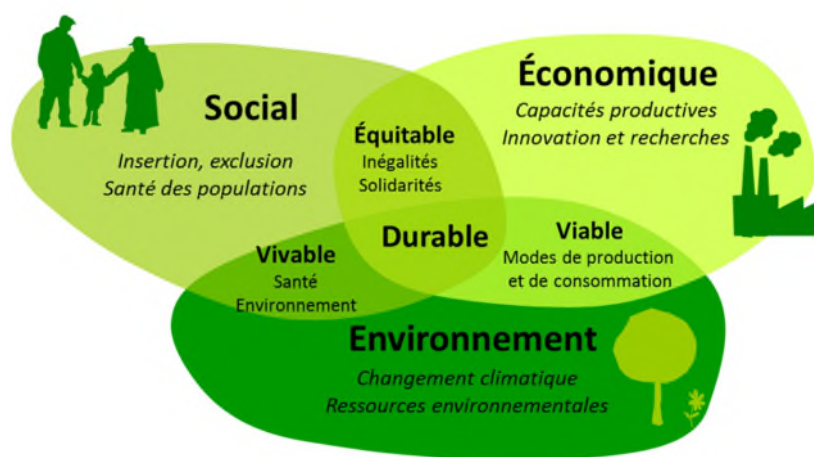 Social
Insertion, exclusion
Santé des populations
Économique
Capacités productives
Innovation et recherches
Équitable
Inégalités
Solidarités
Durable
Vivable
Santé
Environnement
Viable
Modes de production
et de consommation
Environnement
Changement climatique
Ressources environmentales